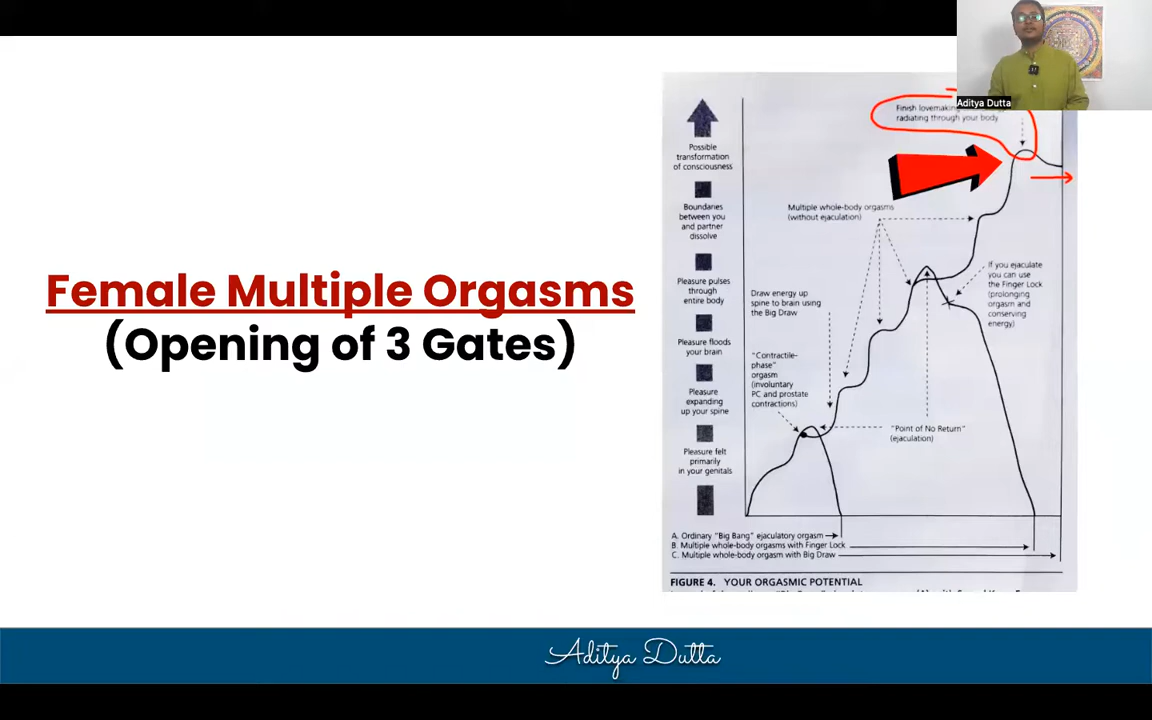 Aditya Dutta
Female Multiple Orgasms
(Opening of 3 Gates)
Finish lovemaking
radiating through your body
Possible
transformation
of consciousness
Boundaries
between you
and partner
dissolve
Pleasure pulses
through
entire body
Pleasure floods
your brain
Pleasure
expanding
up your spine
Pleasure felt
primarily
in your genitals
Multiple whole-body orgasms
(without ejaculation)
If you ejaculate
you can use
the Finger Lock
(prolonging
orgasm and
conserving
energy)
Draw energy up
spine to brain using
the Big Draw
"Contractile-
phase"
orgasm
(involuntary
PC and prostate
contractions)
"Point of No Return"
(ejaculation)
A. Ordinary "Big Bang" ejaculatory orgasm
B. Multiple whole-body orgasms with Finger Lock
C. Multiple whole-body orgasm with Big Draw
FIGURE 4. YOUR ORGASMIC POTENTIAL
Aditya Dutta